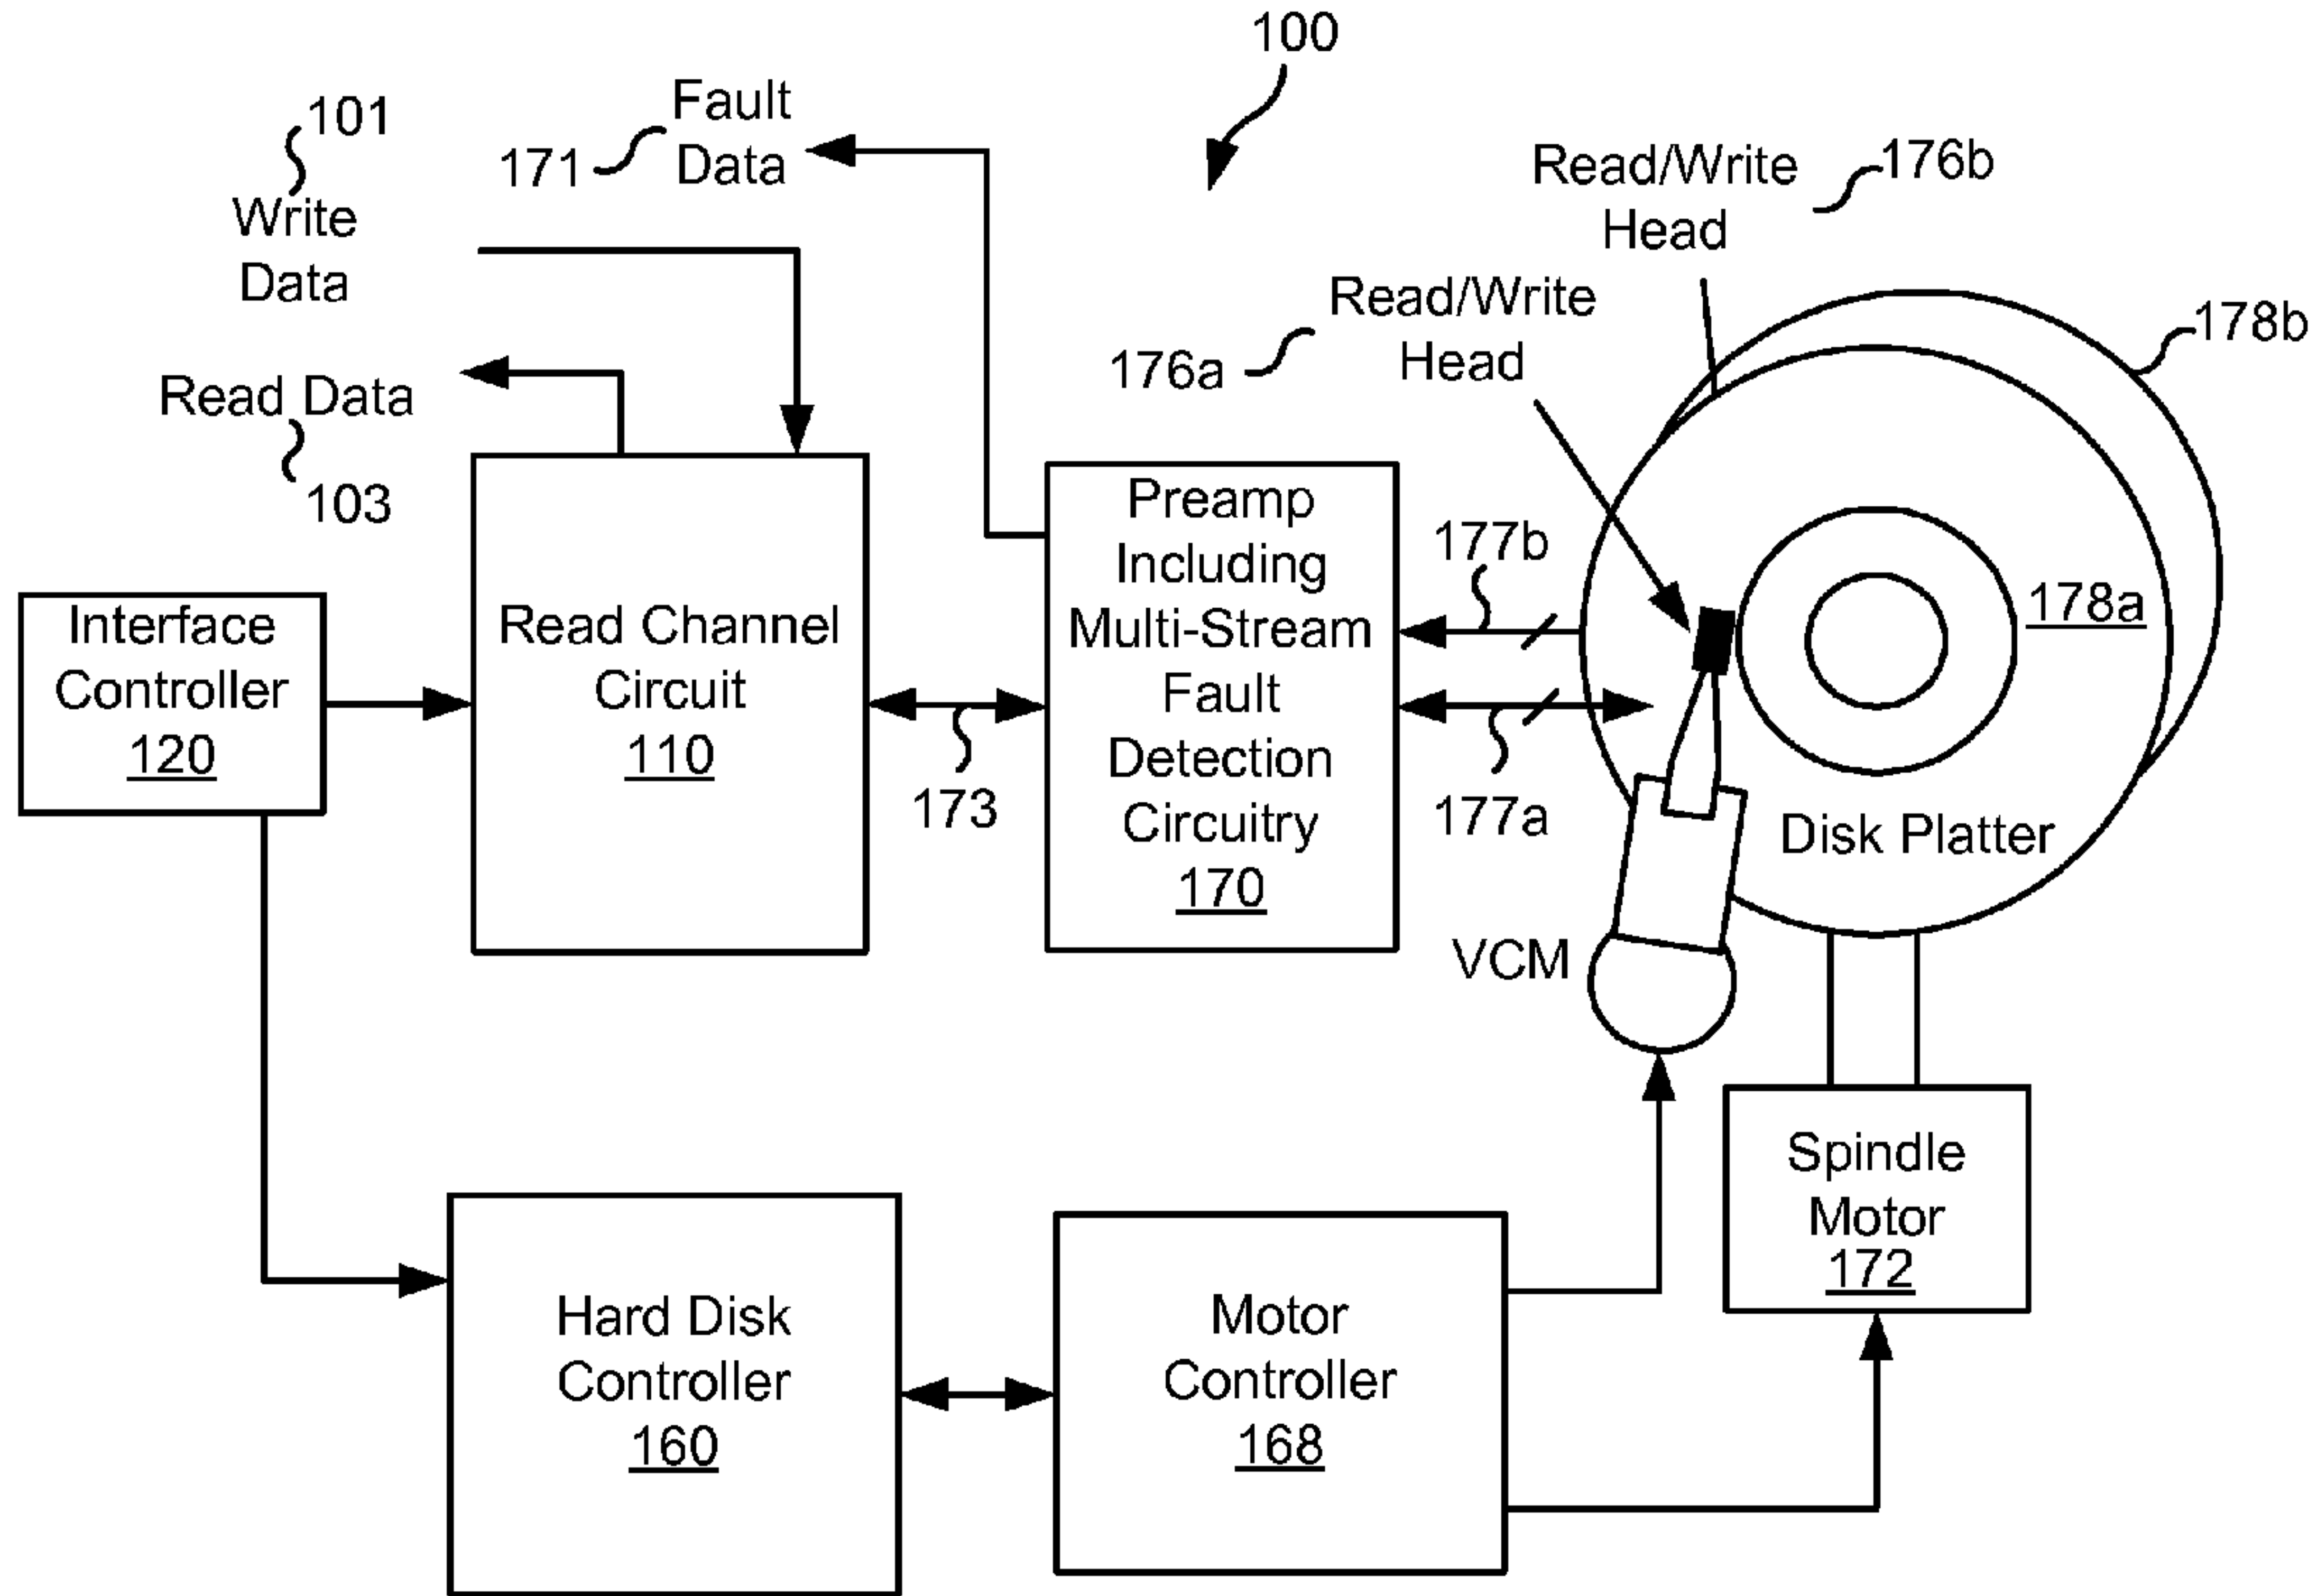 100
101
Write
Data
171
Fault
Data
Read/Write
Head
176b
Read/Write
Head
176a
178b
Read Data
103
Interface
Controller
120
Read Channel
Circuit
110
173
Preamp
Including
Multi-Stream
Fault
Detection
Circuitry
170
177b
177a
178a
Disk Platter
VCM
Spindle
Motor
172
Hard Disk
Controller
160
Motor
Controller
168